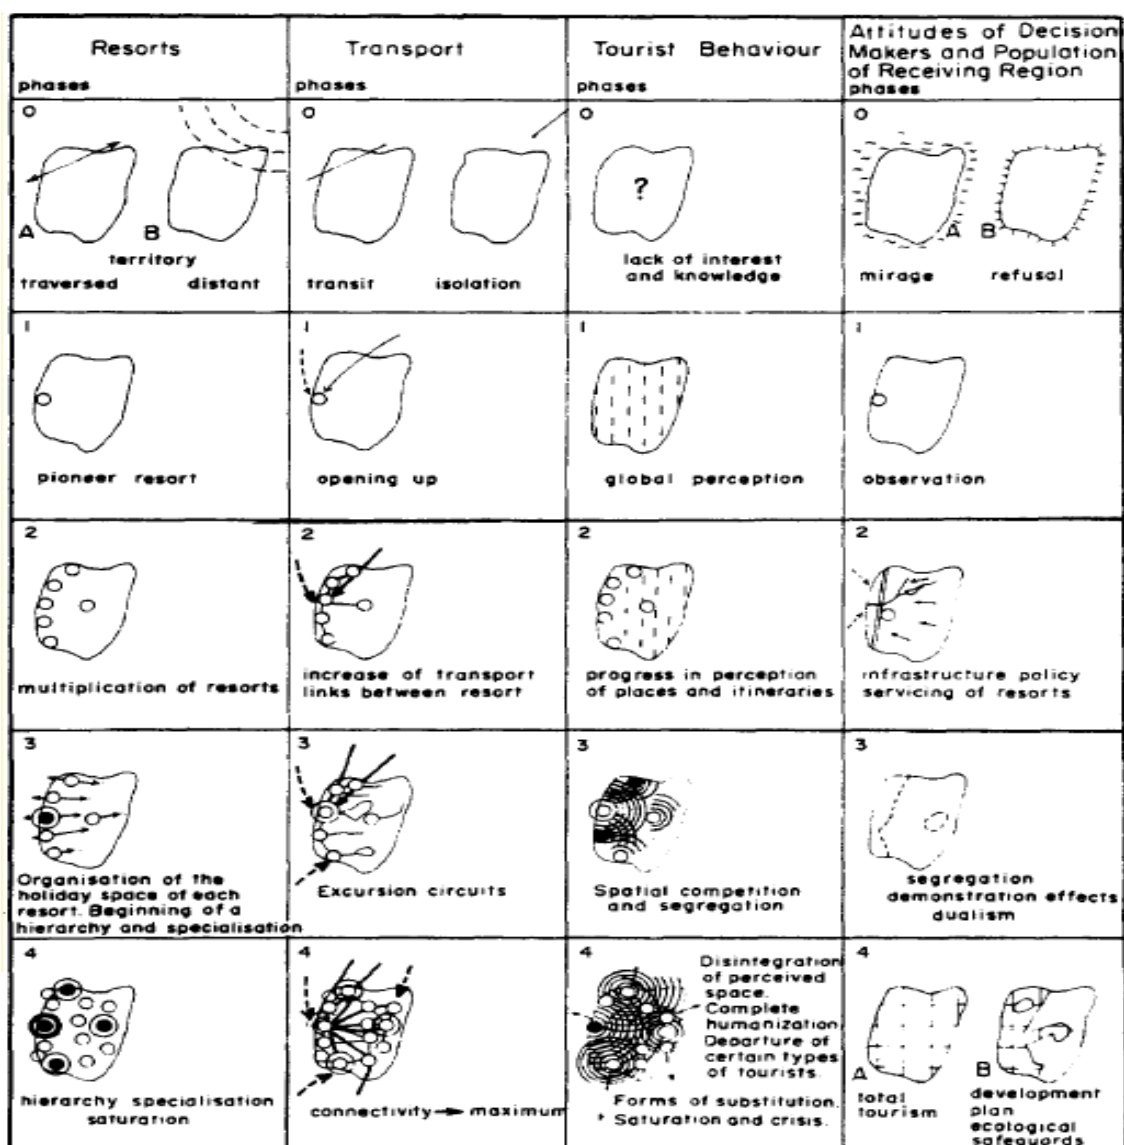 Resorts
phases
Transport
phases
Tourist Behaviour
phases
Attitudes of Decision
Makers and Population
of Receiving Region
phases
0
A
B
territory
traversed
distant
0
transit
isolation
0
?
lack of interest
and knowledge
0
A
B
mirage
refusal
1
pioneer resort
1
opening up
1
global perception
1
observation
2
multiplication of resorts
2
increase of transport
links between resort
2
progress in perception
of places and itineraries
2
infrastructure policy
servicing of resorts
3
Organisation of the
holiday space of each
resort. Beginning of a
hierarchy and specialisation
3
Excursion circuits
3
Spatial competition
and segregation
3
segregation
demonstration effects
dualism
4
hierarchy specialisation
saturation
4
connectivity → maximum
4
Disintegration
of perceived
space.
Complete
humanization.
Departure of
certain types
of tourists.
Forms of substitution.
Saturation and crisis.
4
A
total
tourism
B
development
plan
ecological
safeguards